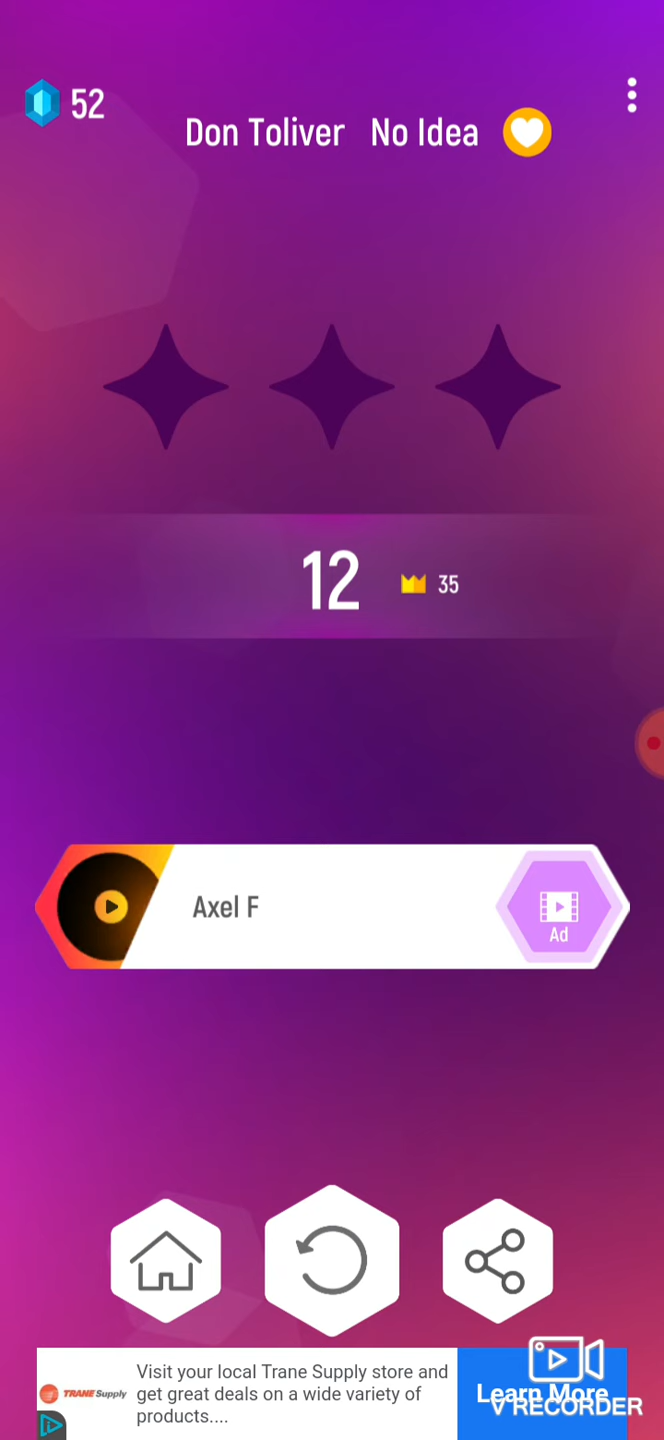 52
Don Toliver No Idea
12 35
Axel F
Ad
Visit your local Trane Supply store and
get great deals on a wide variety of
products....
TRANE Supply
Learn More
V RECORDER